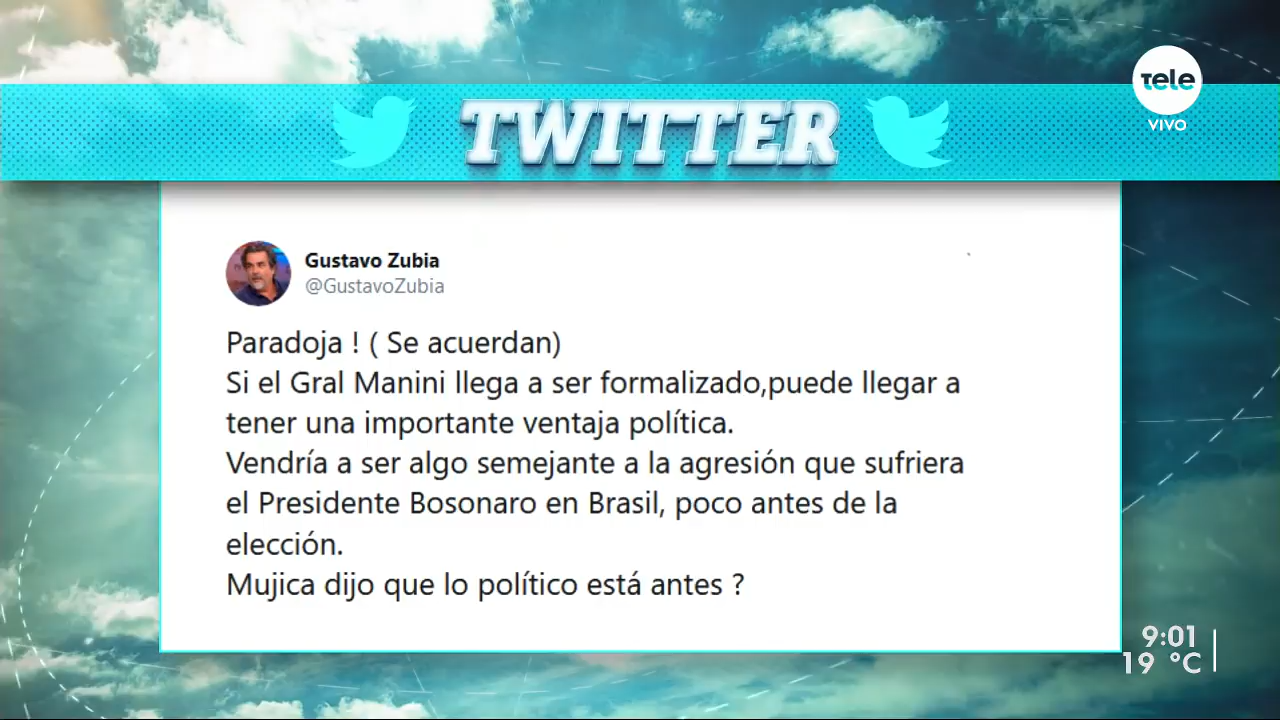 TWITTER
tele
VIVO
Gustavo Zubia
@GustavoZubia
Paradoja ! ( Se acuerdan)
Si el Gral Manini llega a ser formalizado,puede llegar a
tener una importante ventaja política.
Vendría a ser algo semejante a la agresión que sufriera
el Presidente Bosonaro en Brasil, poco antes de la
elección.
Mujica dijo que lo político está antes ?
9:01
19 °C